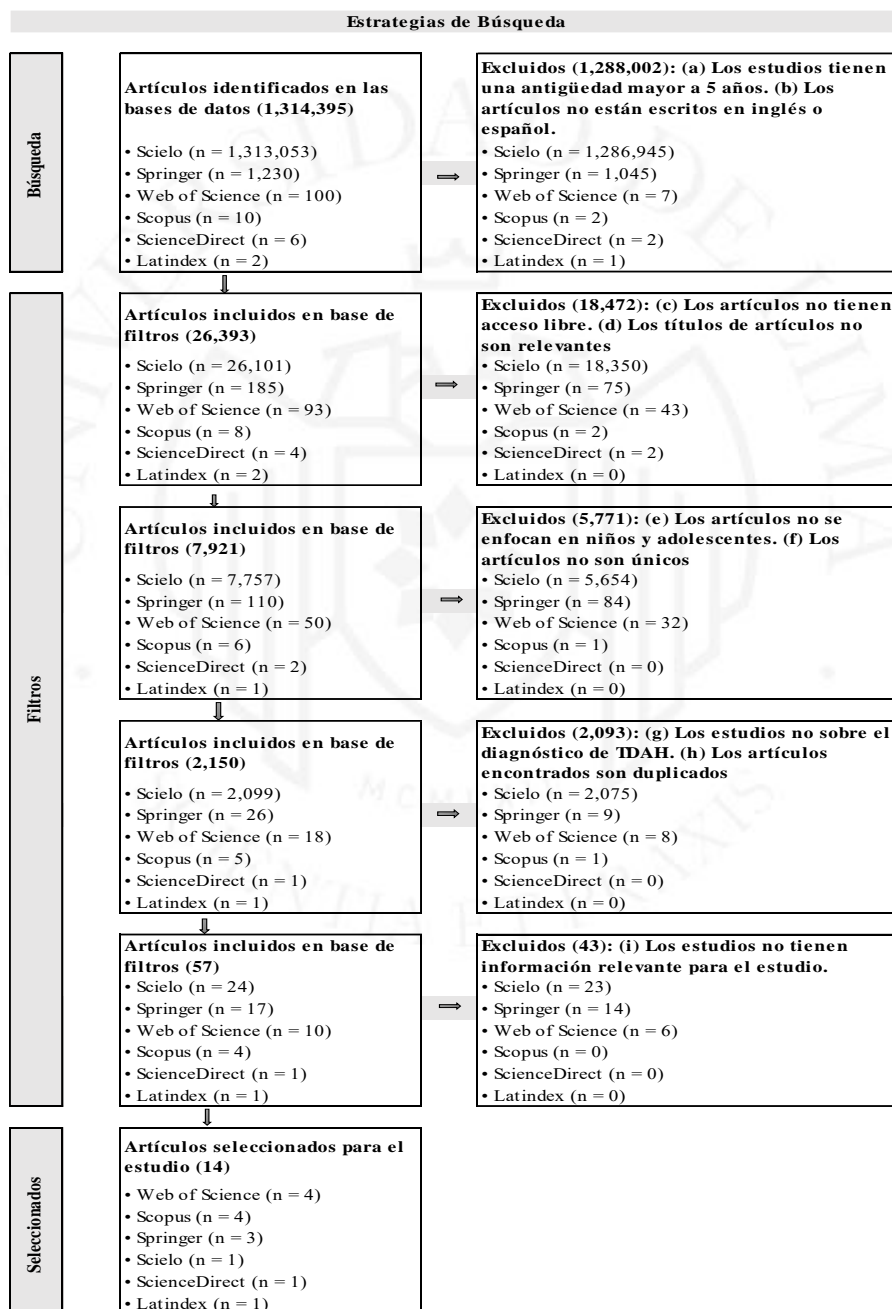 Estrategias de Búsqueda
Búsqueda
Artículos identificados en las
bases de datos (1,314,395)
• Scielo (n = 1,313,053)
• Springer (n = 1,230)
• Web of Science (n = 100)
• Scopus (n = 10)
• ScienceDirect (n = 6)
• Latindex (n = 2)
Excluidos (1,288,002): (a) Los estudios tienen
una antigüedad mayor a 5 años. (b) Los
artículos no están escritos en inglés o
español.
• Scielo (n = 1,286,945)
• Springer (n = 1,045)
• Web of Science (n = 7)
• Scopus (n = 2)
• ScienceDirect (n = 2)
• Latindex (n = 1)
Filtros
Artículos incluidos en base de
filtros (26,393)
• Scielo (n = 26,101)
• Springer (n = 185)
• Web of Science (n = 93)
• Scopus (n = 8)
• ScienceDirect (n = 4)
• Latindex (n = 2)
Excluidos (18,472): (c) Los artículos no tienen
acceso libre. (d) Los títulos de artículos no
son relevantes
• Scielo (n = 18,350)
• Springer (n = 75)
• Web of Science (n = 43)
• Scopus (n = 2)
• ScienceDirect (n = 2)
• Latindex (n = 0)
Artículos incluidos en base de
filtros (7,921)
• Scielo (n = 7,757)
• Springer (n = 110)
• Web of Science (n = 50)
• Scopus (n = 6)
• ScienceDirect (n = 2)
• Latindex (n = 1)
Excluidos (5,771): (e) Los artículos no se
enfocan en niños y adolescentes. (f) Los
artículos no son únicos
• Scielo (n = 5,654)
• Springer (n = 84)
• Web of Science (n = 32)
• Scopus (n = 1)
• ScienceDirect (n = 0)
• Latindex (n = 0)
Artículos incluidos en base de
filtros (2,150)
• Scielo (n = 2,099)
• Springer (n = 26)
• Web of Science (n = 18)
• Scopus (n = 5)
• ScienceDirect (n = 1)
• Latindex (n = 1)
Excluidos (2,093): (g) Los estudios no sobre el
diagnóstico de TDAH. (h) Los artículos
encontrados son duplicados
• Scielo (n = 2,075)
• Springer (n = 9)
• Web of Science (n = 8)
• Scopus (n = 1)
• ScienceDirect (n = 0)
• Latindex (n = 0)
Artículos incluidos en base de
filtros (57)
• Scielo (n = 24)
• Springer (n = 17)
• Web of Science (n = 10)
• Scopus (n = 4)
• ScienceDirect (n = 1)
• Latindex (n = 1)
Excluidos (43): (i) Los estudios no tienen
información relevante para el estudio.
• Scielo (n = 23)
• Springer (n = 14)
• Web of Science (n = 6)
• Scopus (n = 0)
• ScienceDirect (n = 0)
• Latindex (n = 0)
Seleccionados
Artículos seleccionados para el
estudio (14)
• Web of Science (n = 4)
• Scopus (n = 4)
• Springer (n = 3)
• Scielo (n = 1)
• ScienceDirect (n = 1)
• Latindex (n = 1)